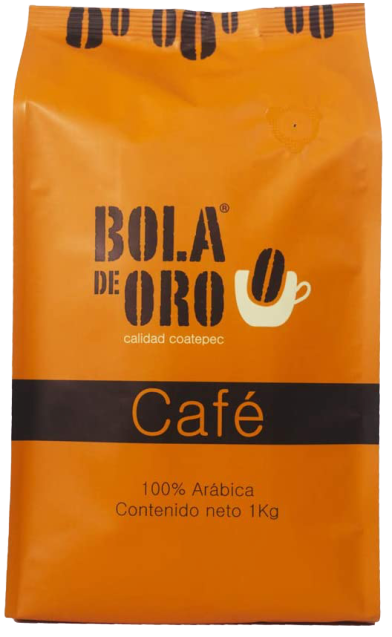 BOLA®
DE ORO
calidad coatepec
Café
100% Arábica
Contenido neto 1Kg